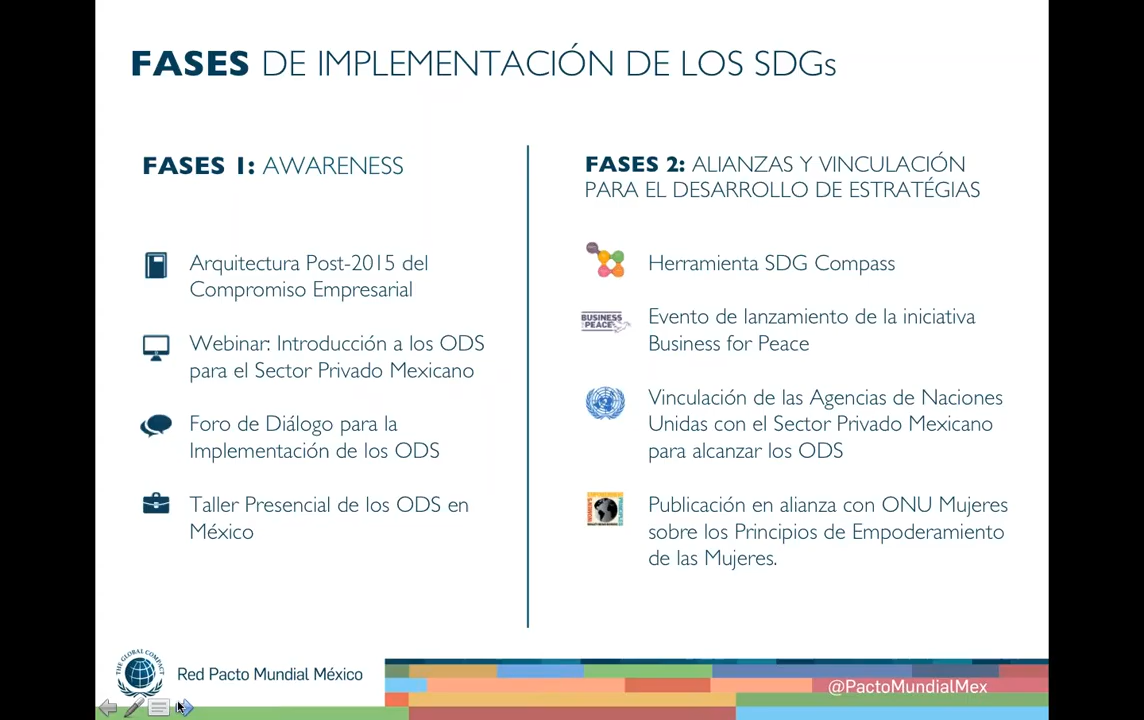 FASES DE IMPLEMENTACIÓN DE LOS SDGs
FASES 1: AWARENESS
Arquitectura Post-2015 del
Compromiso Empresarial
Webinar: Introducción a los ODS
para el Sector Privado Mexicano
Foro de Diálogo para la
Implementación de los ODS
Taller Presencial de los ODS en
México
FASES 2: ALIANZAS Y VINCULACIÓN
PARA EL DESARROLLO DE ESTRATÉGIAS
Herramienta SDG Compass
BUSINESS
PEACE
Evento de lanzamiento de la iniciativa
Business for Peace
Vinculación de las Agencias de Naciones
Unidas con el Sector Privado Mexicano
para alcanzar los ODS
Publicación en alianza con ONU Mujeres
sobre los Principios de Empoderamiento
de las Mujeres.
THE GLOBAL COMPACT
Red Pacto Mundial México
@PactoMundialMex